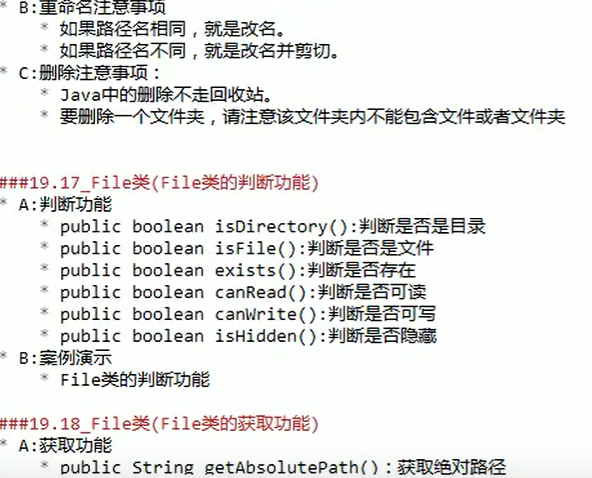 * B:重命名注意事项
* 如果路径名相同，就是改名。
* 如果路径名不同，就是改名并剪切。
* C:删除注意事项：
* Java中的删除不走回收站。
* 要删除一个文件夹，请注意该文件夹内不能包含文件或者文件夹
###19.17_File类(File类的判断功能)
* A:判断功能
* public boolean isDirectory():判断是否是目录
* public boolean isFile():判断是否是文件
* public boolean exists():判断是否存在
* public boolean canRead():判断是否可读
* public boolean canWrite():判断是否可写
* public boolean isHidden():判断是否隐藏
* B:案例演示
* File类的判断功能
###19.18_File类(File类的获取功能)
* A:获取功能
* public String getAbsolutePath()：获取绝对路径